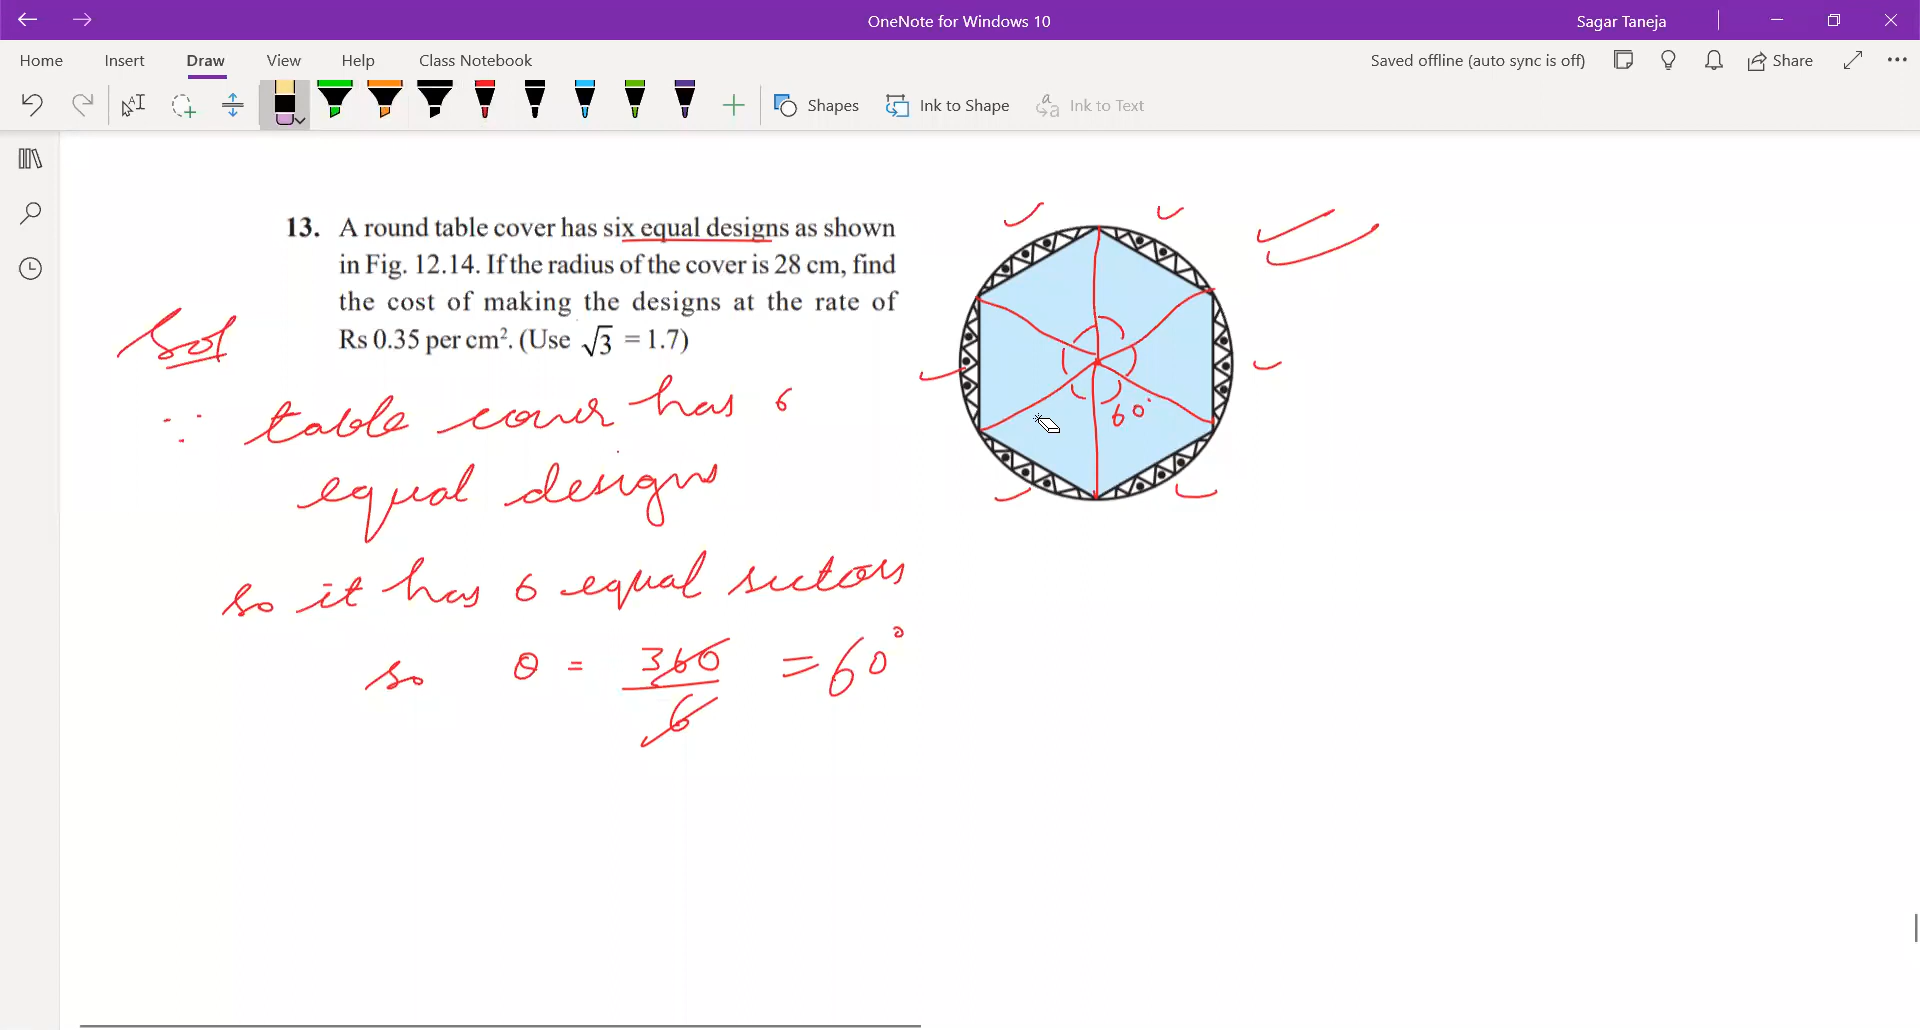 OneNote for Windows 10
Sagar Taneja
Home Insert Draw View Help Class Notebook
Saved offline (auto sync is off) Share
Shapes Ink to Shape Ink to Text
13. A round table cover has six equal designs as shown
in Fig. 12.14. If the radius of the cover is 28 cm, find
the cost of making the designs at the rate of
Rs 0.35 per cm². (Use √3 = 1.7)
Sol
∵ table cover has 6
equal designs
so it has 6 equal sectors
so θ = 360/6 = 60°
60°